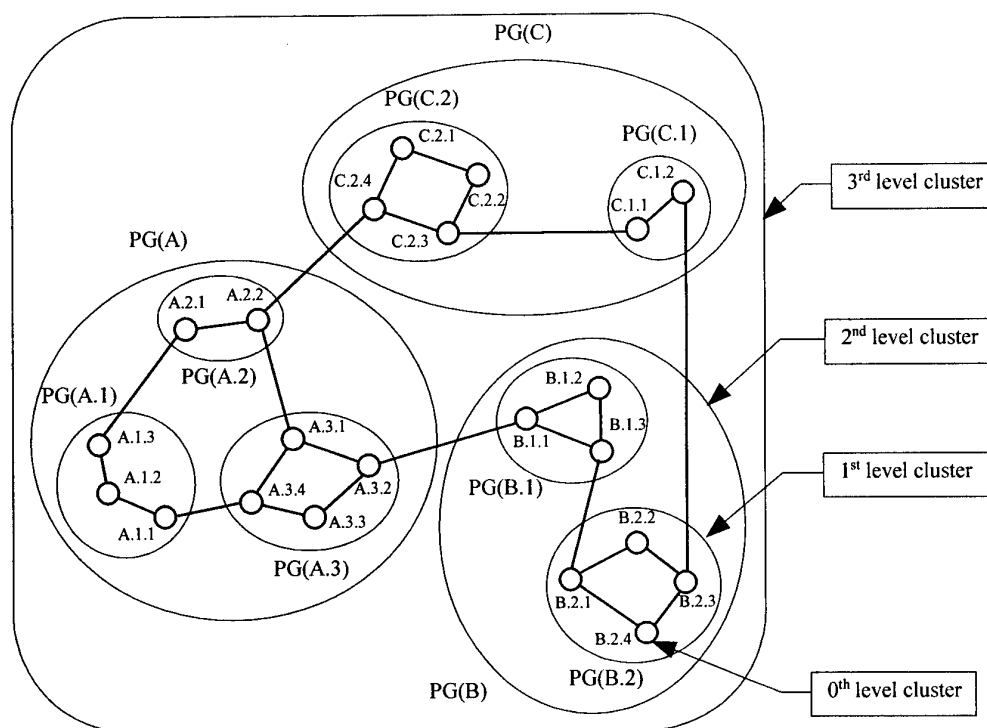 PG(C)
PG(C.2)
C.2.1
PG(C.1)
C.1.2
C.2.4
C.2.2
C.1.1
C.2.3
3rd level cluster
PG(A)
A.2.1
A.2.2
PG(A.2)
2nd level cluster
PG(A.1)
A.1.3
A.1.2
A.1.1
A.3.1
A.3.2
A.3.4
A.3.3
PG(A.3)
B.1.2
B.1.1
B.1.3
PG(B.1)
1st level cluster
B.2.2
B.2.1
B.2.3
B.2.4
PG(B.2)
PG(B)
0th level cluster